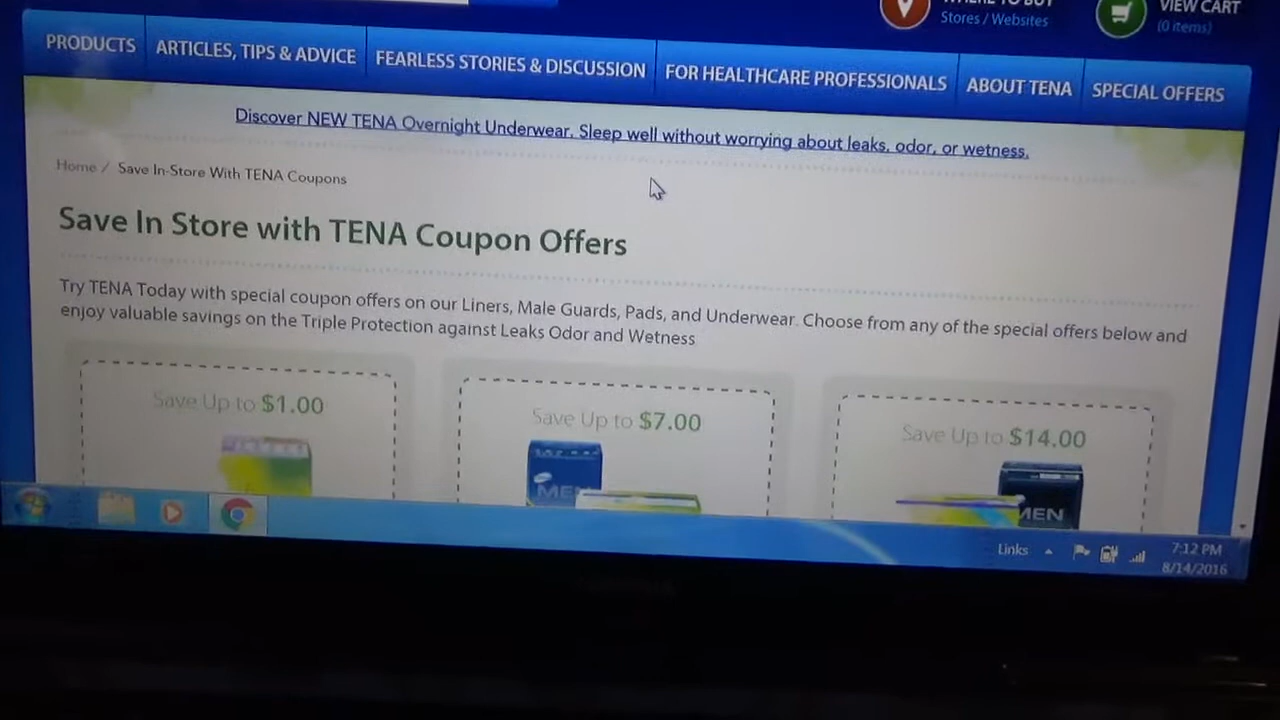 VIEW CART
Stores / Websites
(0 items)
PRODUCTS
ARTICLES, TIPS & ADVICE
FEARLESS STORIES & DISCUSSION
FOR HEALTHCARE PROFESSIONALS
ABOUT TENA
SPECIAL OFFERS
Discover NEW TENA Overnight Underwear. Sleep well without worrying about leaks, odor, or wetness.
Home / Save In-Store With TENA Coupons
Save In Store with TENA Coupon Offers
Try TENA Today with special coupon offers on our Liners, Male Guards, Pads, and Underwear. Choose from any of the special offers below and
enjoy valuable savings on the Triple Protection against Leaks Odor and Wetness
Save Up to $1.00
Save Up to $7.00
Save Up to $14.00
MEN
MEN
Links
7:12 PM
8/14/2016